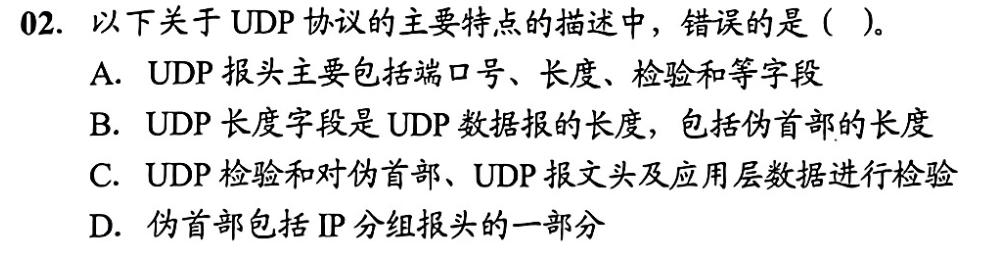 02. 以下关于 UDP 协议的主要特点的描述中，错误的是（ ）。
A. UDP 报头主要包括端口号、长度、检验和等字段
B. UDP 长度字段是 UDP 数据报的长度，包括伪首部的长度
C. UDP 检验和对伪首部、UDP 报文头及应用层数据进行检验
D. 伪首部包括 IP 分组报头的一部分